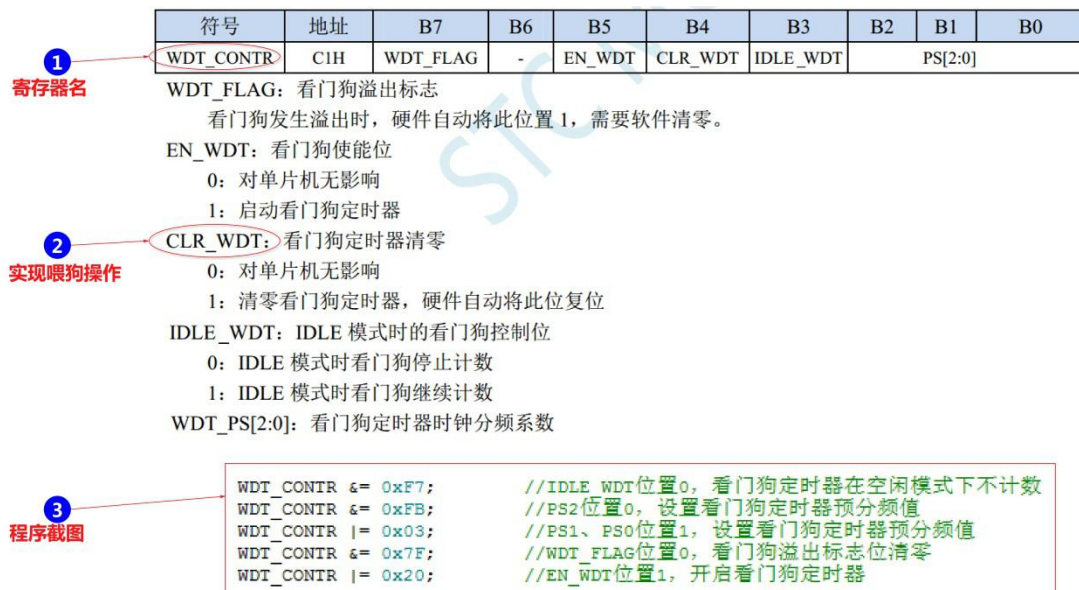 符号 地址 B7 B6 B5 B4 B3 B2 B1 B0
WDT_CONTR C1H WDT_FLAG - EN_WDT CLR_WDT IDLE_WDT PS[2:0]
1
寄存器名
WDT_FLAG：看门狗溢出标志
看门狗发生溢出时，硬件自动将此位置 1，需要软件清零。
EN_WDT：看门狗使能位
0：对单片机无影响
1：启动看门狗定时器
2
实现喂狗操作
CLR_WDT：看门狗定时器清零
0：对单片机无影响
1：清零看门狗定时器，硬件自动将此位复位
IDLE_WDT：IDLE 模式时的看门狗控制位
0：IDLE 模式时看门狗停止计数
1：IDLE 模式时看门狗继续计数
WDT_PS[2:0]：看门狗定时器时钟分频系数
3
程序截图
WDT_CONTR &= 0xF7; //IDLE_WDT位置0，看门狗定时器在空闲模式下不计数
WDT_CONTR &= 0xFB; //PS2位置0，设置看门狗定时器预分频值
WDT_CONTR |= 0x03; //PS1、PS0位置1，设置看门狗定时器预分频值
WDT_CONTR &= 0x7F; //WDT_FLAG位置0，看门狗溢出标志位清零
WDT_CONTR |= 0x20; //EN_WDT位置1，开启看门狗定时器
STC